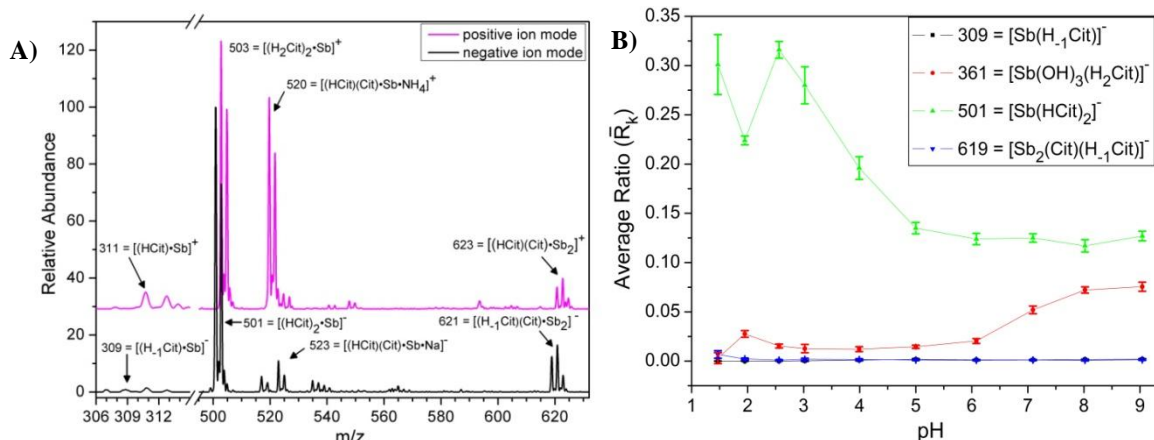 A)
positive ion mode
negative ion mode
503 = [(H₂Cit)₂•Sb]⁺
520 = [(HCit)(Cit)•Sb•NH₄]⁺
311 = [(HCit)•Sb]⁺
623 = [(HCit)(Cit)•Sb₂]⁺
309 = [(H₋₁Cit)•Sb]⁻
501 = [(HCit)₂•Sb]⁻
523 = [(HCit)(Cit)•Sb•Na]⁻
621 = [(H₋₁Cit)(Cit)•Sb₂]⁻
Relative Abundance
120
100
80
60
40
20
0
306 309 312 500 520 540 560 580 600 620
m/z
B)
309 = [Sb(H₋₁Cit)]⁻
361 = [Sb(OH)₃(H₂Cit)]⁻
501 = [Sb(HCit)₂]⁻
619 = [Sb₂(Cit)(H₋₁Cit)]⁻
Average Ratio (R̄ₖ)
0.35
0.30
0.25
0.20
0.15
0.10
0.05
0.00
1 2 3 4 5 6 7 8 9
pH